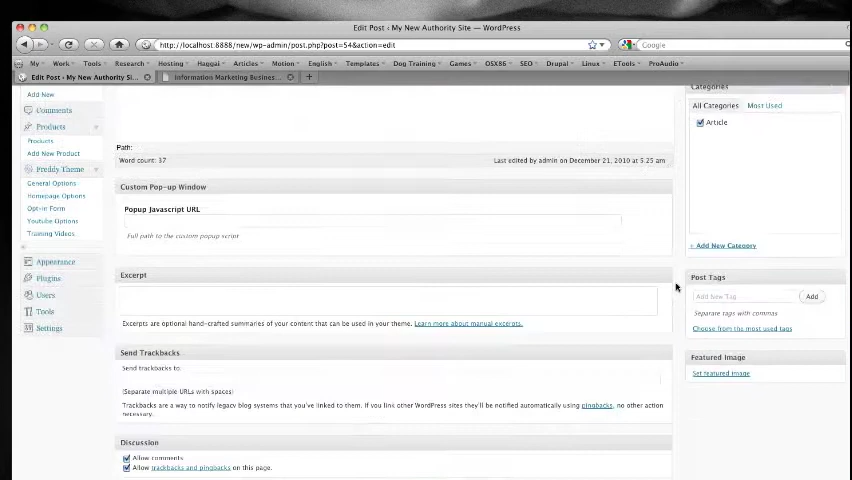 Edit Post ‹ My New Authority Site — WordPress
http://localhost:8888/new/wp-admin/post.php?post=54&action=edit
Google
My Work Tools Research Hosting Haggai Articles Motion English Templates Dog Training Games OSX86 SEO Drupal Linux ETools ProAudio
Edit Post ‹ My New Authority Si...
Information Marketing Busines...
Add New
Comments
Products
Products
Add New Product
Freddy Theme
General Options
Homepage Options
Opt-in Form
Youtube Options
Training Videos
Appearance
Plugins
Users
Tools
Settings
Path:
Word count: 37
Last edited by admin on December 21, 2010 at 5:25 am
Custom Pop-up Window
Popup Javascript URL
Full path to the custom popup script
Excerpt
Excerpts are optional hand-crafted summaries of your content that can be used in your theme. Learn more about manual excerpts.
Send Trackbacks
Send trackbacks to:
(Separate multiple URLs with spaces)
Trackbacks are a way to notify legacy blog systems that you've linked to them. If you link other WordPress sites they'll be notified automatically using pingbacks, no other action
necessary.
Discussion
Allow comments
Allow trackbacks and pingbacks on this page.
Categories
All Categories
Most Used
Article
+ Add New Category
Post Tags
Add New Tag
Add
Separate tags with commas
Choose from the most used tags
Featured Image
Set featured image